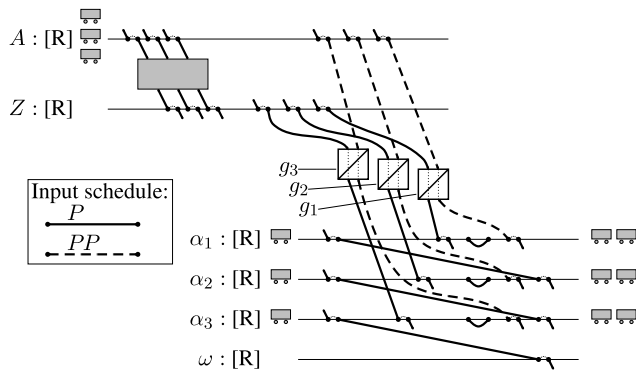 A : [R]
Z : [R]
g₃
g₂
g₁
Input schedule:
P
PP
α₁ : [R]
α₂ : [R]
α₃ : [R]
ω : [R]